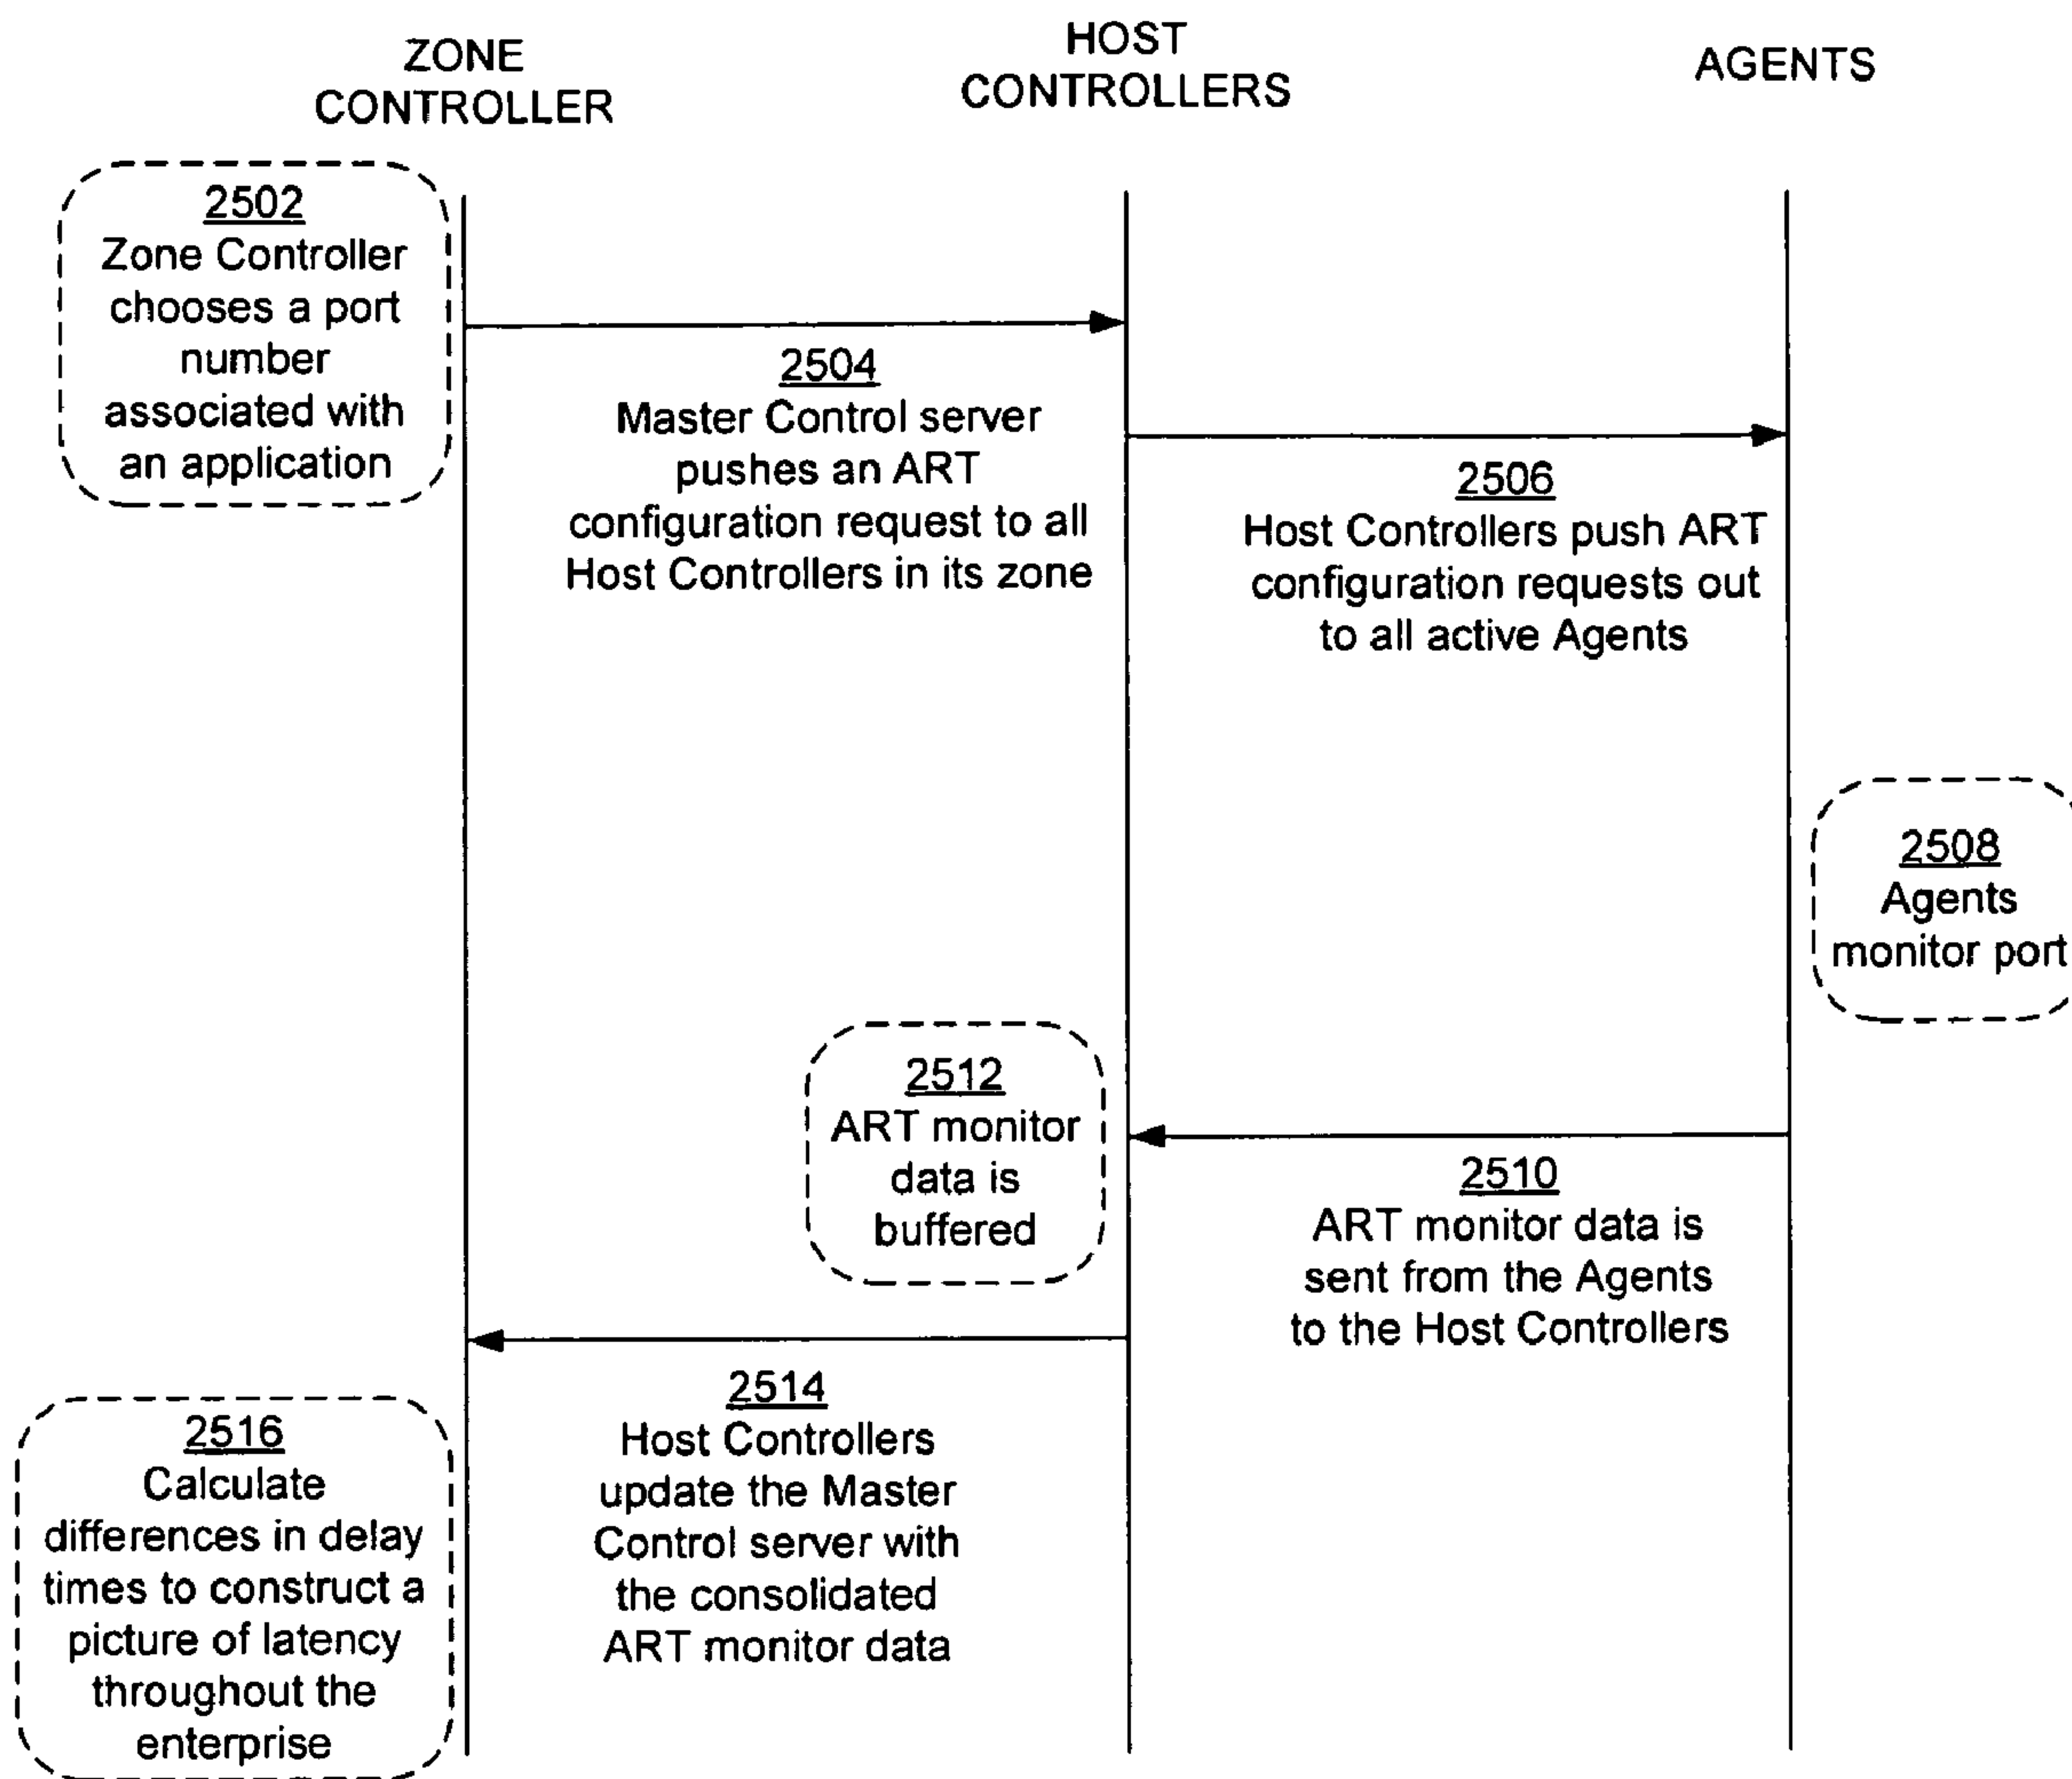 ZONE
CONTROLLER
HOST
CONTROLLERS
AGENTS
2502
Zone Controller
chooses a port
number
associated with
an application
2504
Master Control server
pushes an ART
configuration request to all
Host Controllers in its zone
2506
Host Controllers push ART
configuration requests out
to all active Agents
2508
Agents
monitor port
2510
ART monitor data is
sent from the Agents
to the Host Controllers
2512
ART monitor
data is
buffered
2514
Host Controllers
update the Master
Control server with
the consolidated
ART monitor data
2516
Calculate
differences in delay
times to construct a
picture of latency
throughout the
enterprise